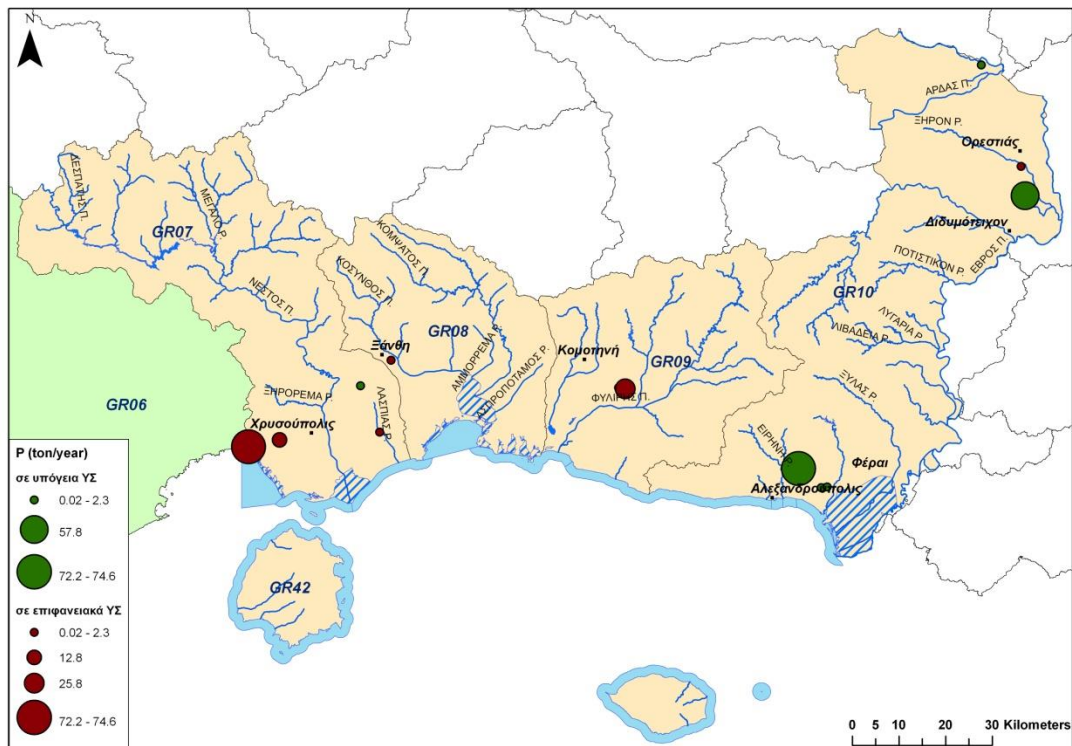 N
ΑΡΔΑΣ Π.
ΞΗΡΟΝ Ρ.
Ορεστιάς
ΔΕΣΠΑΤΗΣ Π.
ΜΕΓΑΛΟ Ρ.
GR07
ΚΟΜΨΑΤΟΣ Π.
Διδυμότειχον
ΕΒΡΟΣ Π.
ΠΟΤΙΣΤΙΚΟΝ Ρ.
ΚΟΣΥΝΘΟΣ Π.
ΝΕΣΤΟΣ Π.
GR10
ΛΥΓΑΡΙΑ Ρ.
ΛΙΒΑΔΕΙΑ Ρ.
GR08
Ξάνθη
ΑΜΜΟΡΡΕΜΑ Ρ.
ΑΣΠΡΟΠΟΤΑΜΟΣ Ρ.
Κομοτηνή
GR09
ΞΥΛΑΣ Ρ.
ΞΗΡΟΡΕΜΑ Ρ.
ΛΑΣΠΙΑΣ Ρ.
ΦΥΛΙΡΗΣ Π.
GR06
Χρυσούπολις
ΕΙΡΗΝΗ Ρ.
Φέραι
Αλεξανδρούπολις
GR42
P (ton/year)
σε υπόγεια ΥΣ
0.02 - 2.3
57.8
72.2 - 74.6
σε επιφανειακά ΥΣ
0.02 - 2.3
12.8
25.8
72.2 - 74.6
0 5 10 20 30 Kilometers